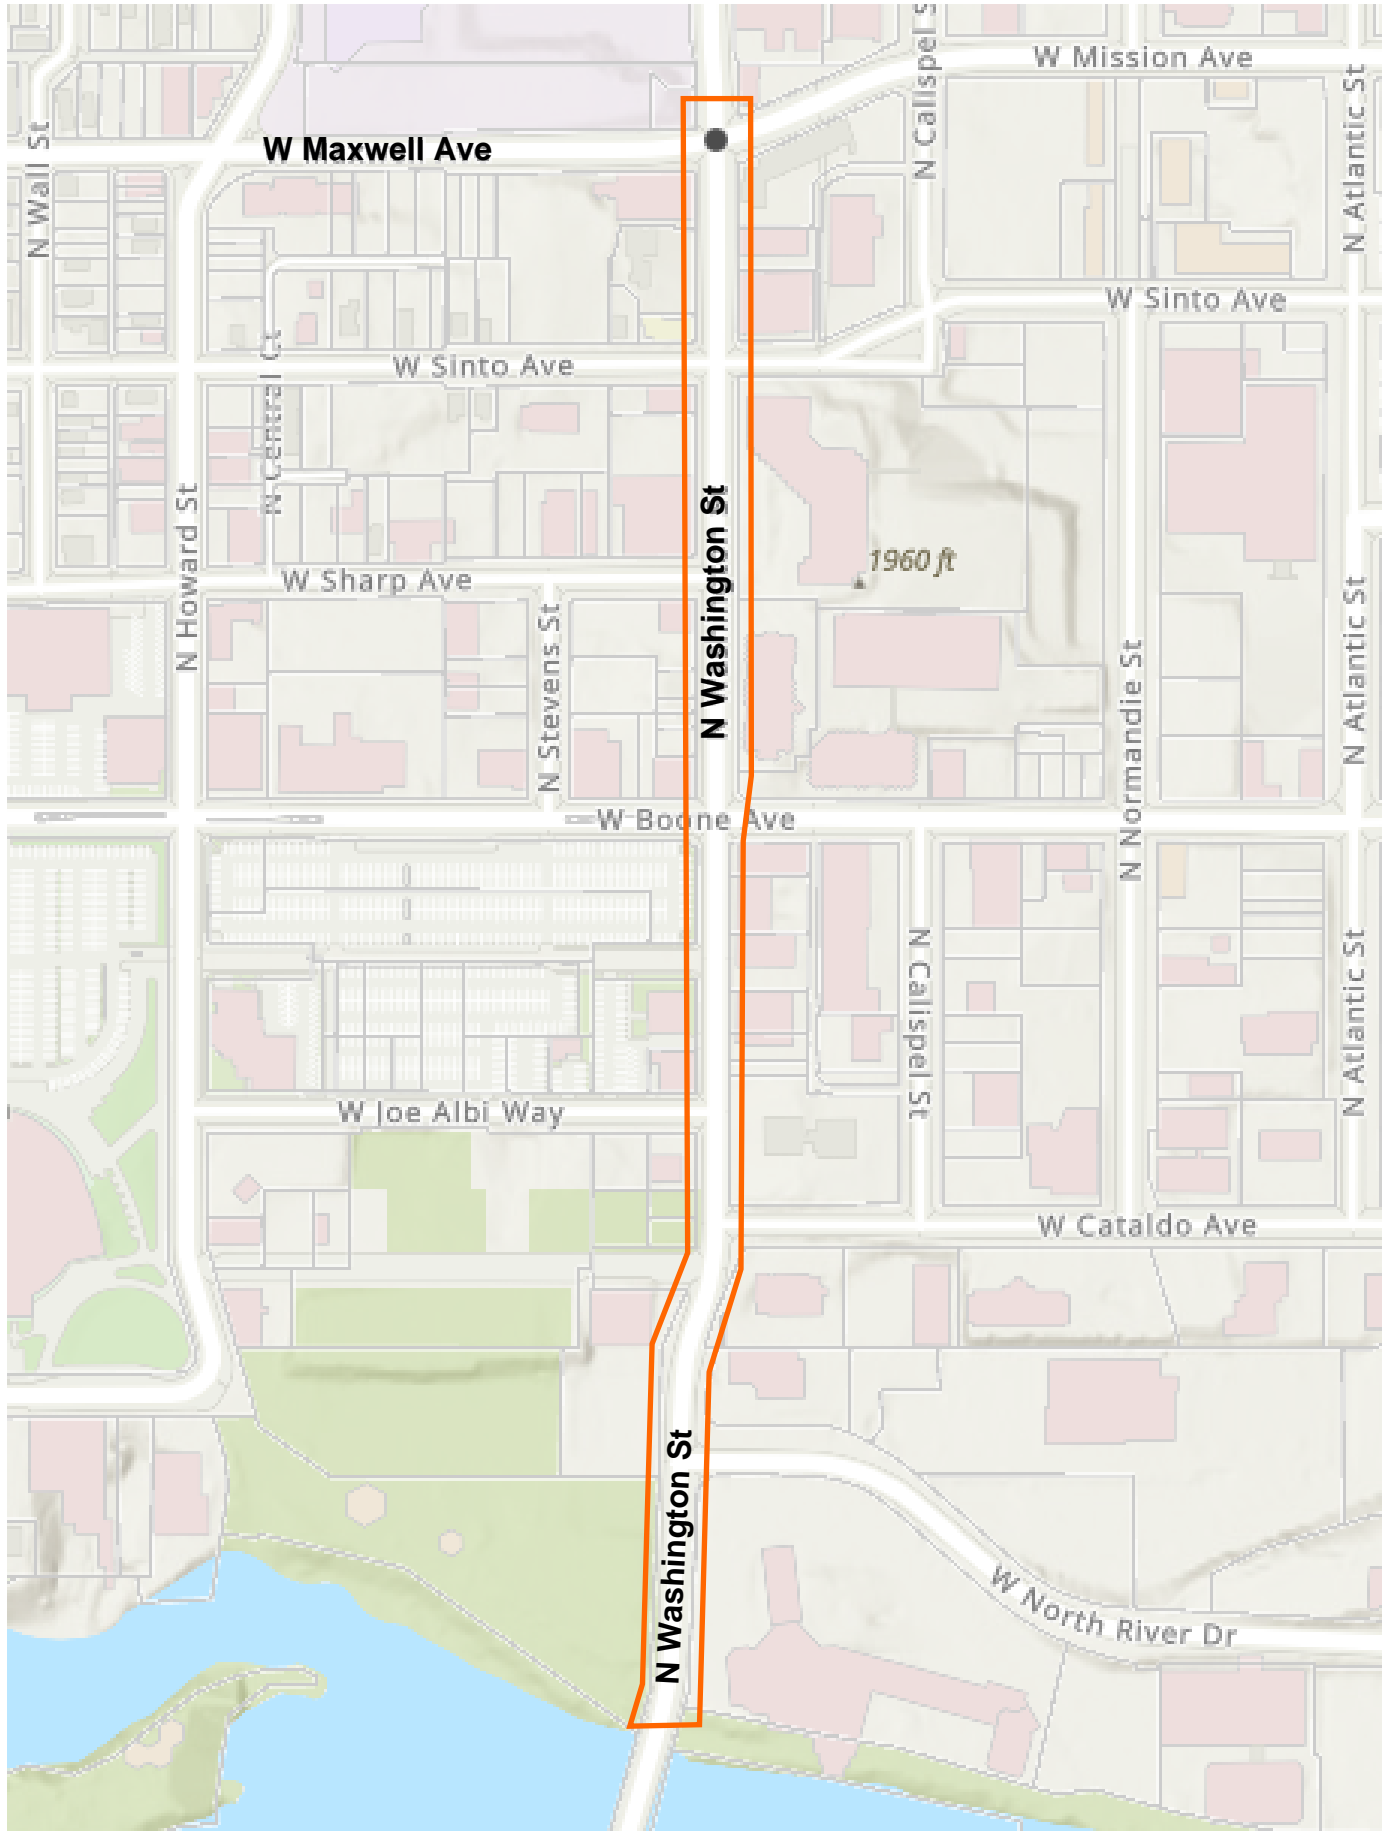 N Calispel S
W Mission Ave
N Atlantic St
N Wall St
W Maxwell Ave
W Sinto Ave
W Sinto Ave
N Central Ct
N Howard St
N Washington St
1960 ft
W Sharp Ave
N Stevens St
N Normandie St
N Atlantic St
W Boone Ave
N Calispel St
N Atlantic St
W Joe Albi Way
W Cataldo Ave
N Washington St
W North River Dr